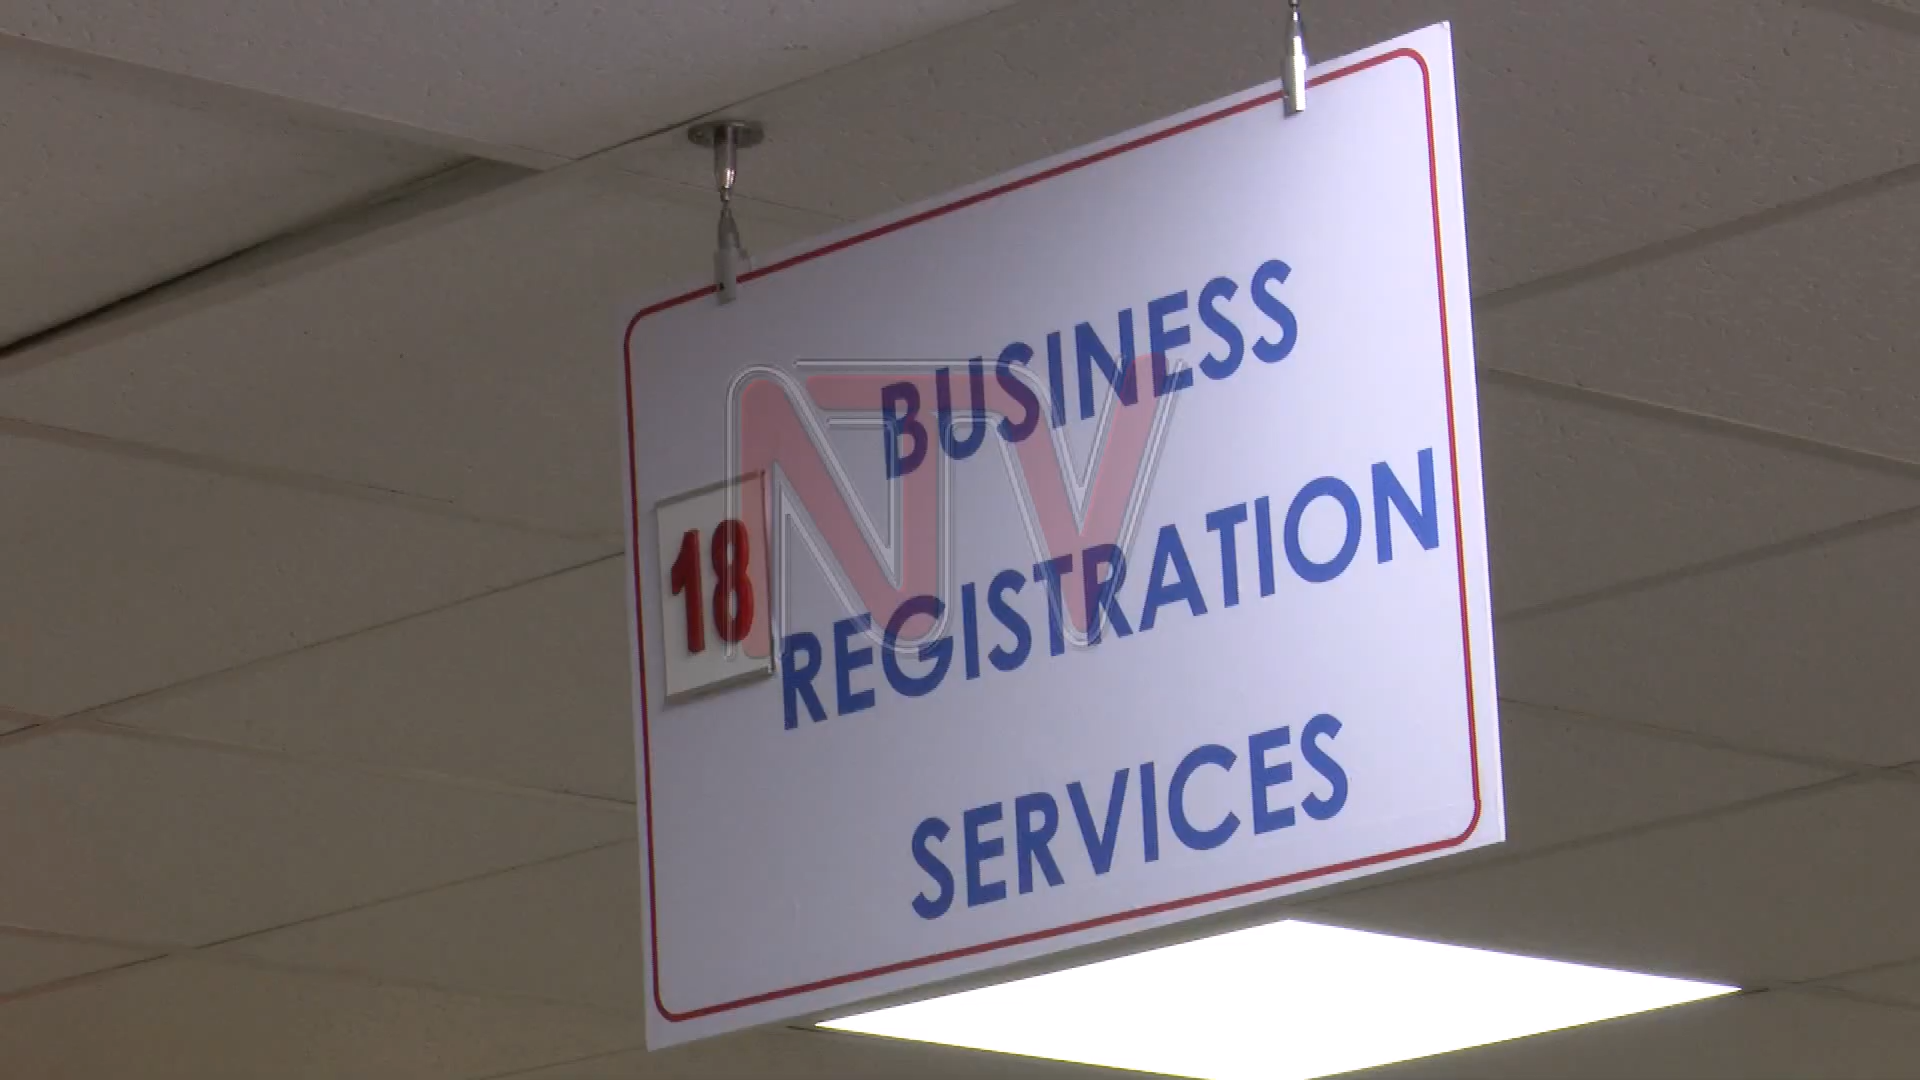 BUSINESS
18
REGISTRATION
SERVICES
NTV